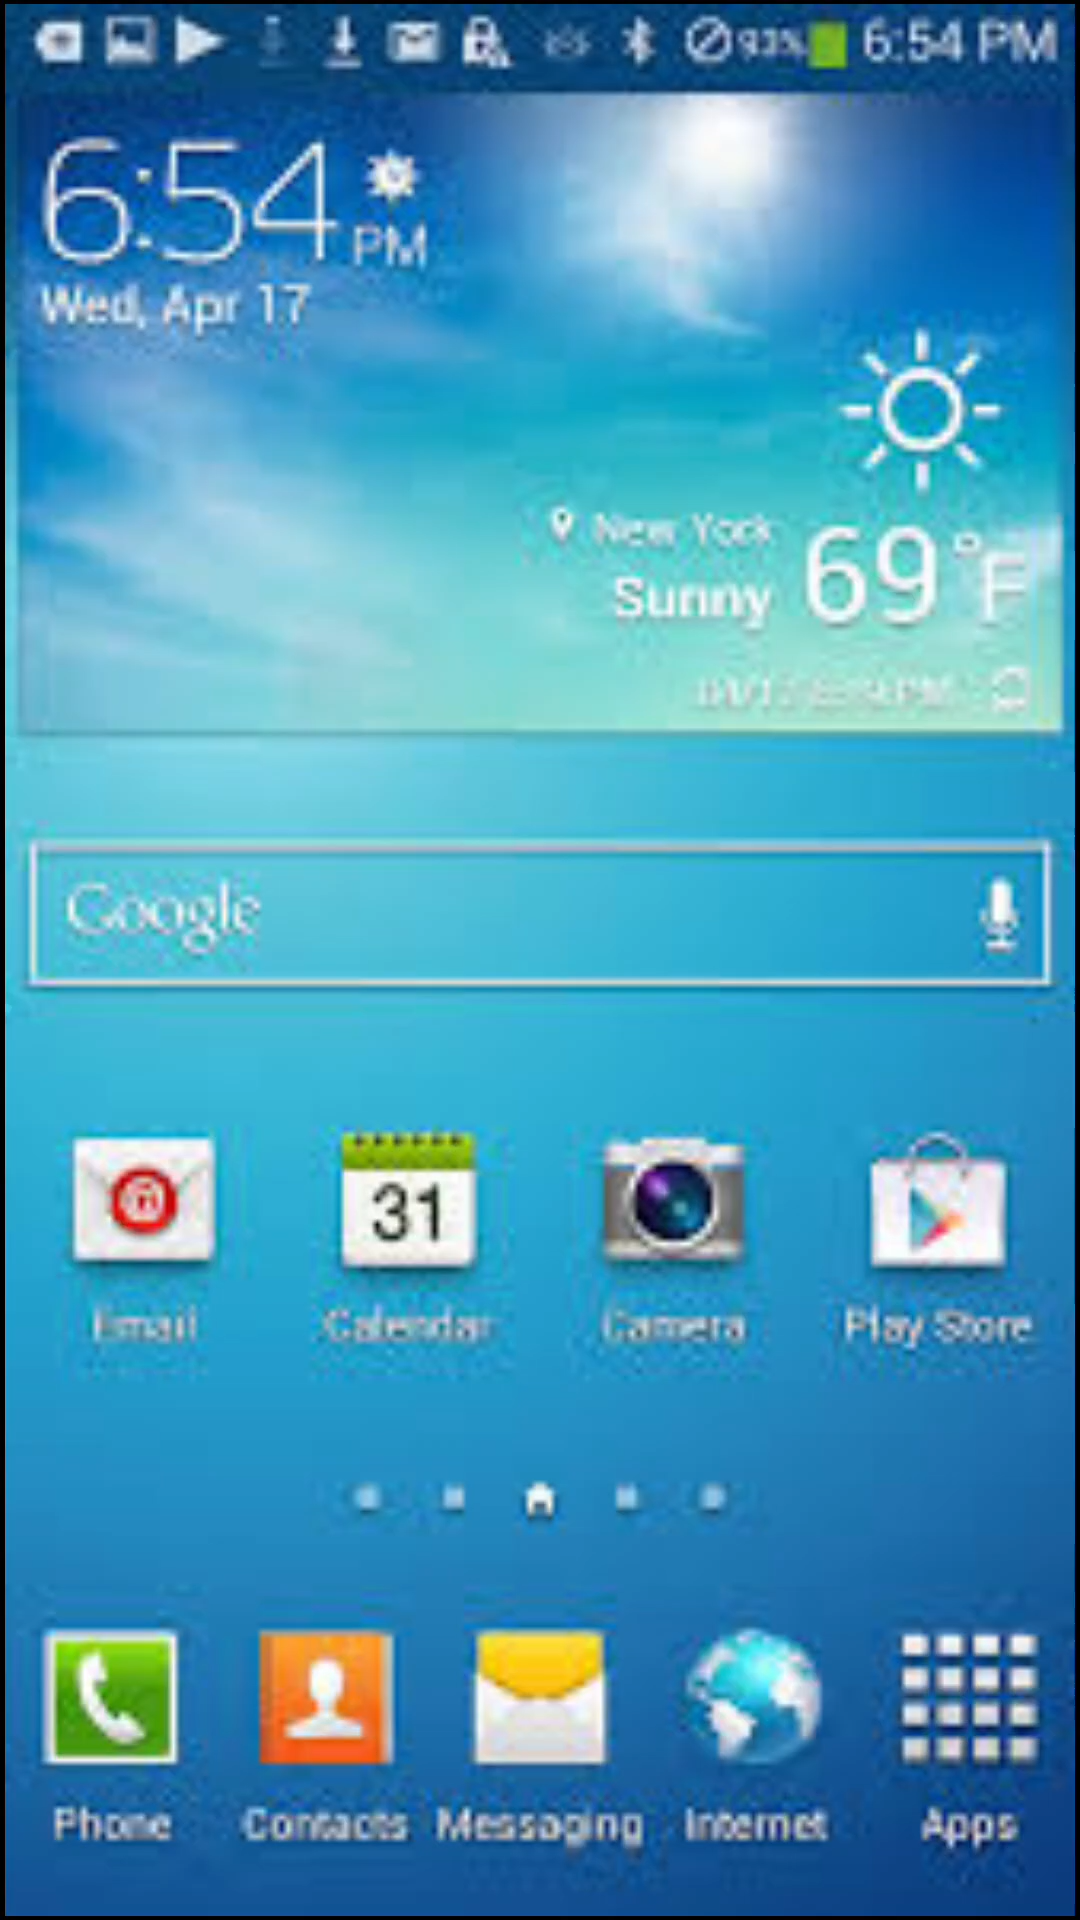 93% 6:54 PM
6:54 PM
Wed, Apr 17
New York
Sunny 69°F
Google
31
Email Calendar Camera Play Store
Phone Contacts Messaging Internet Apps